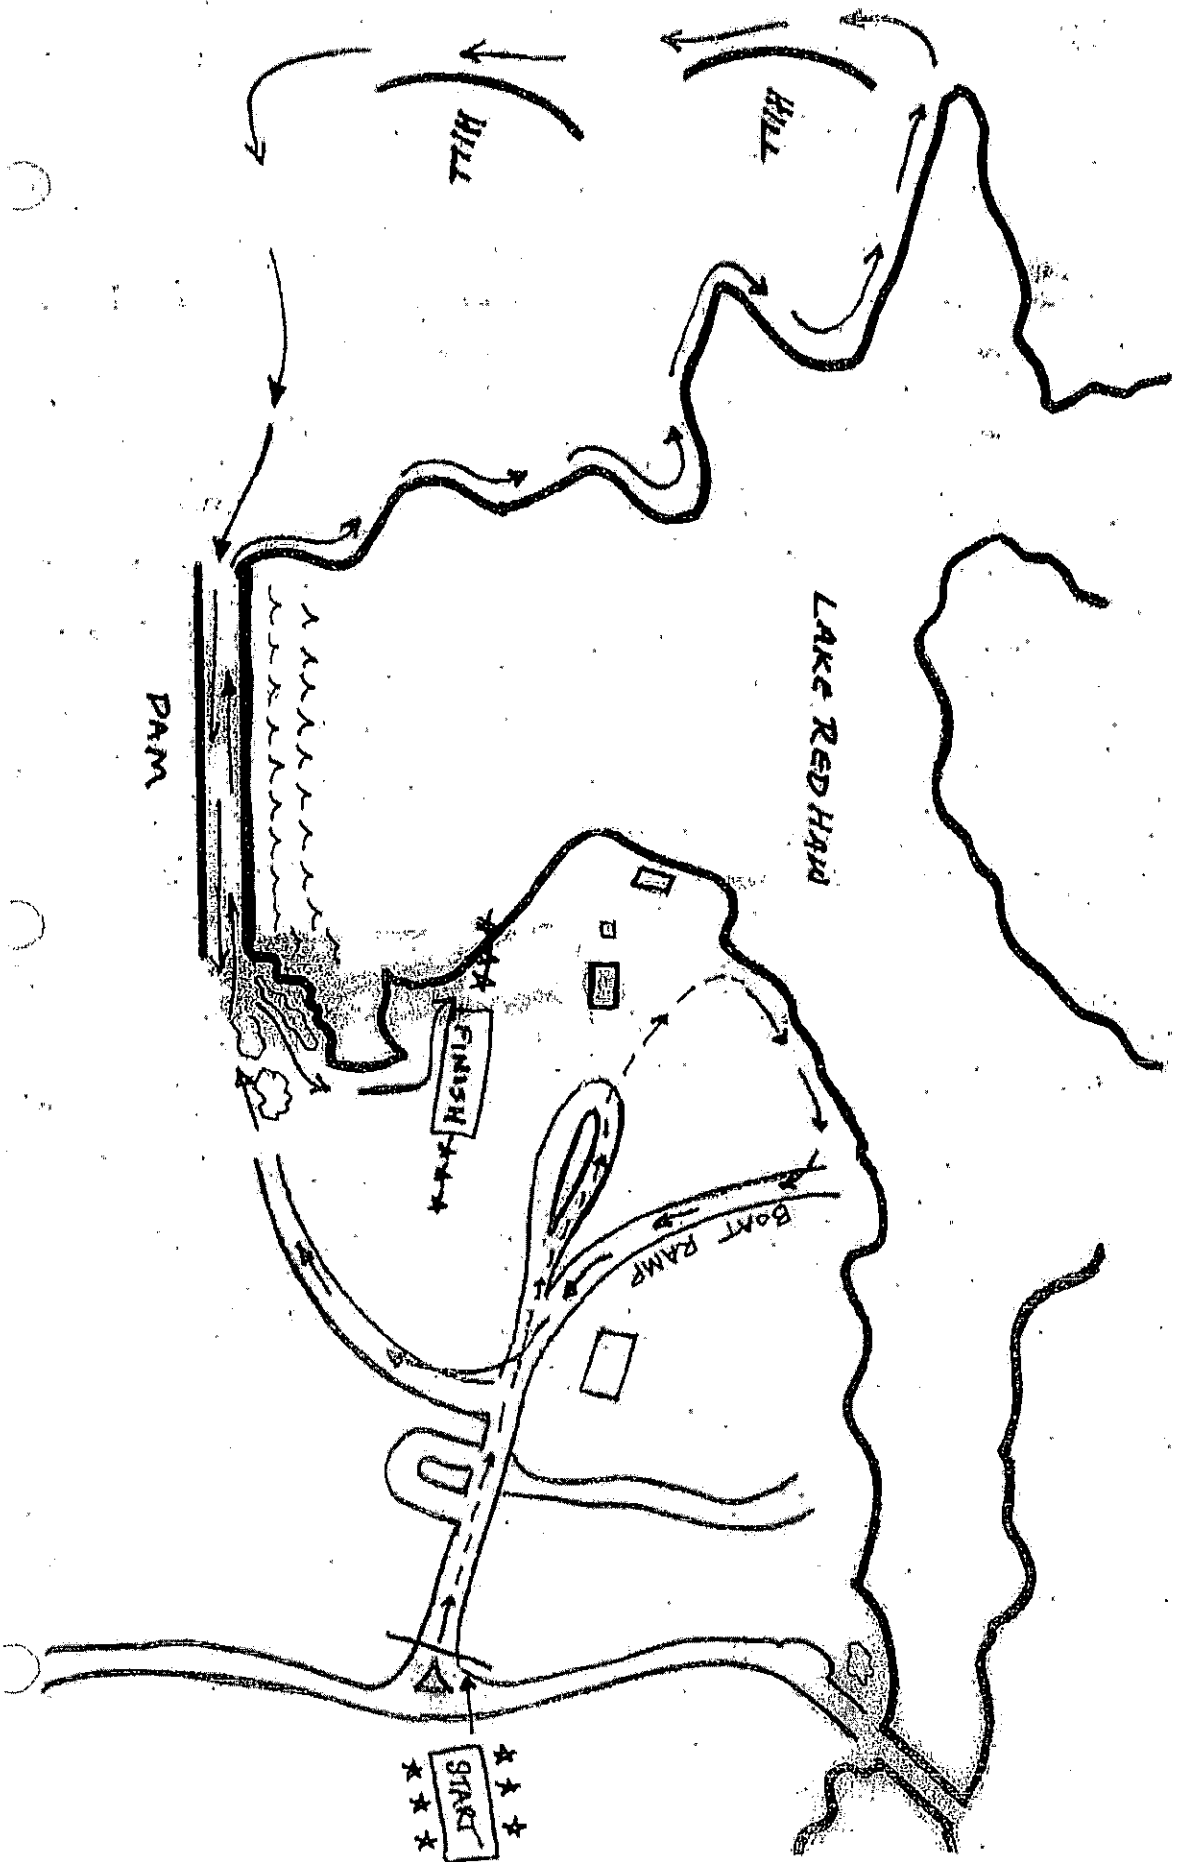 LAKE RED HAW
HILL
BOAT RAMP
HILL
FINISH
START
DAM